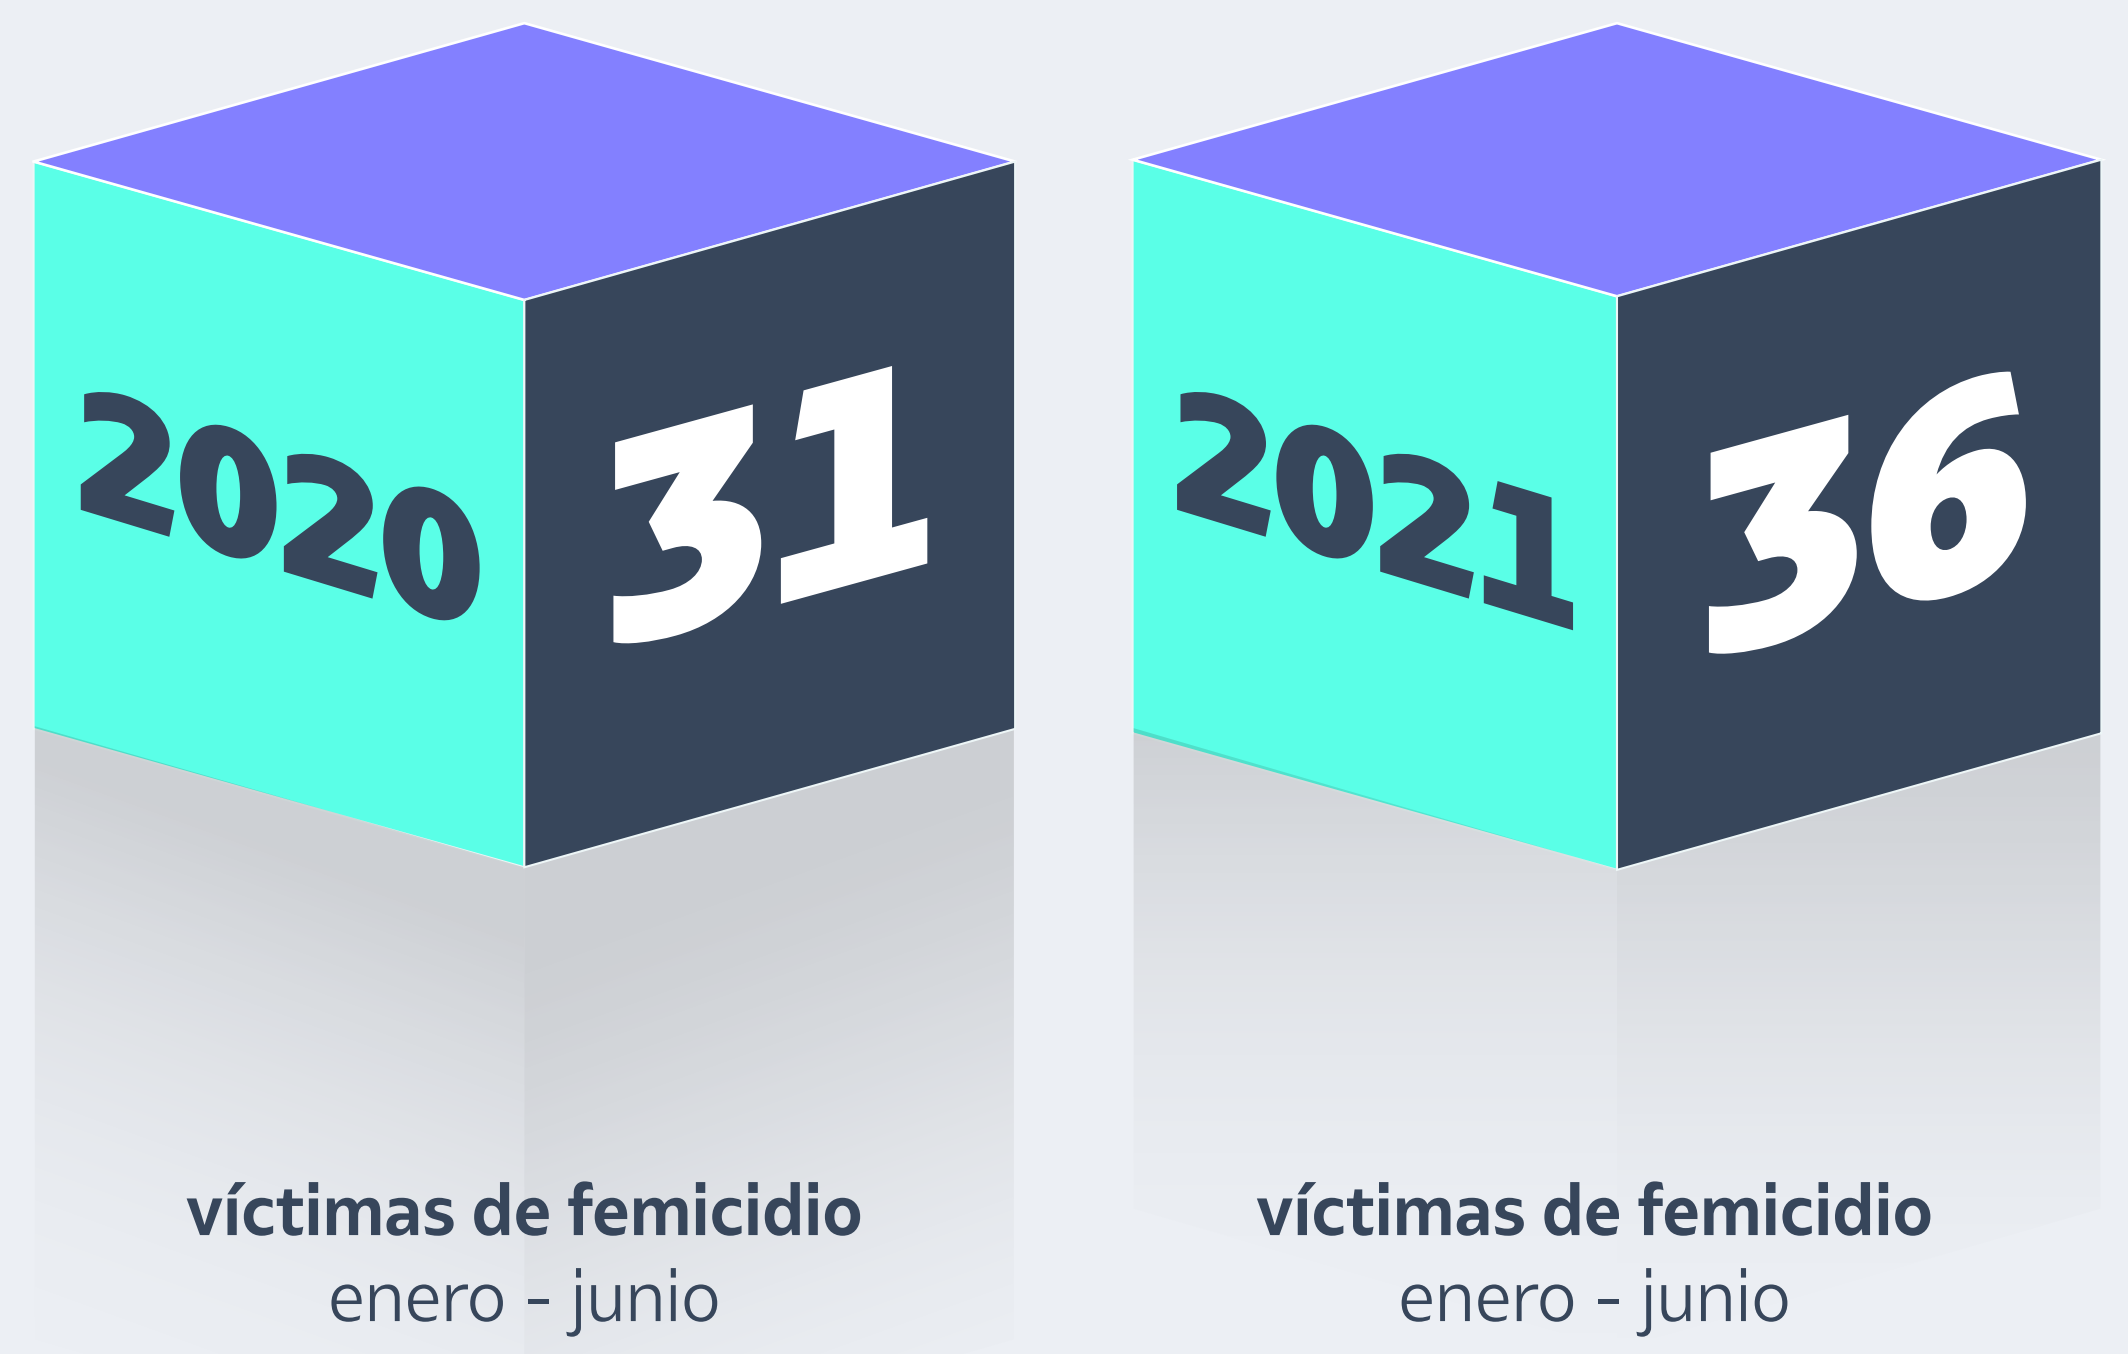 2020
31
víctimas de femicidio
enero - junio
2021
36
víctimas de femicidio
enero - junio